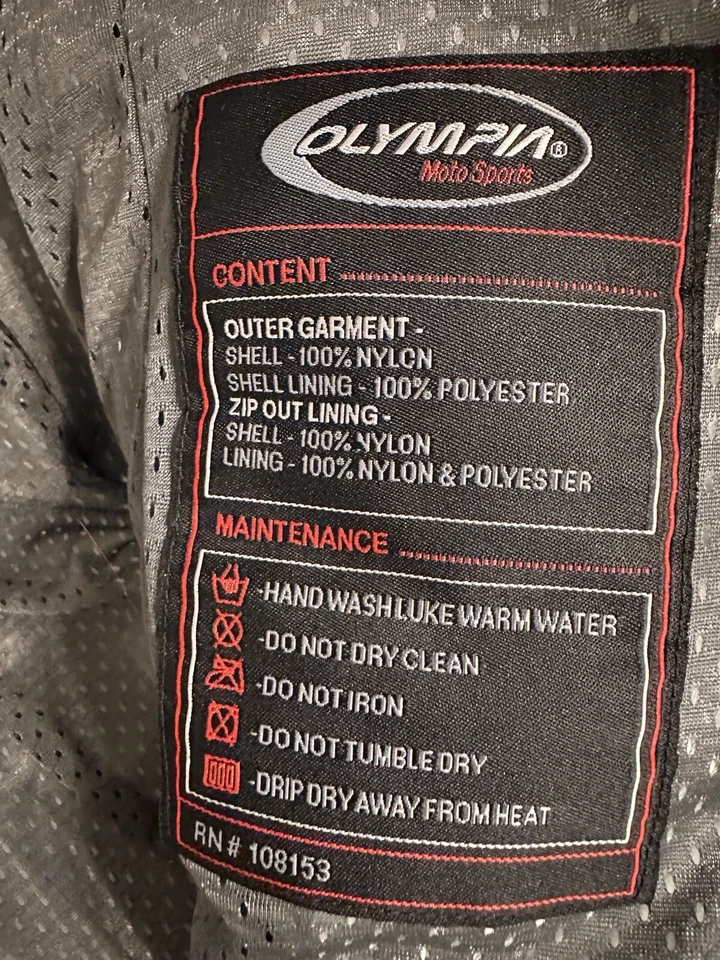 OLYMPIA®
Moto Sports
CONTENT
OUTER GARMENT -
SHELL - 100% NYLON
SHELL LINING - 100% POLYESTER
ZIP OUT LINING -
SHELL - 100% NYLON
LINING - 100% NYLON & POLYESTER
MAINTENANCE
-HAND WASH LUKE WARM WATER
-DO NOT DRY CLEAN
-DO NOT IRON
-DO NOT TUMBLE DRY
-DRIP DRY AWAY FROM HEAT
RN # 108153